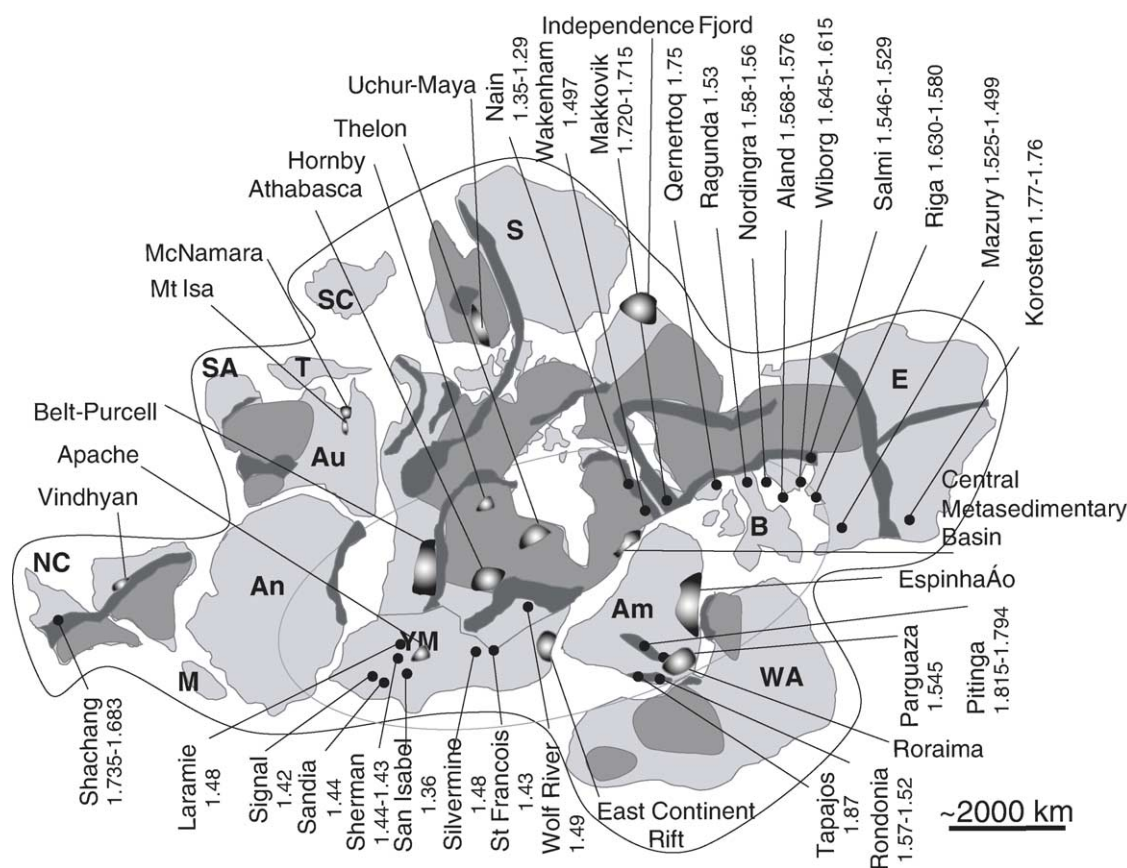 Independence Fjord
Nain
1.35-1.29
Wakenham
1.497
Makkovik
1.720-1.715
Qernertoq 1.75
Ragunda 1.53
Nordingra 1.58-1.56
Aland 1.568-1.576
Wiborg 1.645-1.615
Salmi 1.546-1.529
Riga 1.630-1.580
Mazury 1.525-1.499
Korosten 1.77-1.76
Uchur-Maya
Thelon
Hornby
Athabasca
McNamara
Mt Isa
Belt-Purcell
Apache
Vindhyan
S
SC
SA
T
Au
E
B
NC
An
Am
YM
M
WA
Central
Metasedimentary
Basin
EspinhaÁo
Parguaza
1.545
Pitinga
1.815-1.794
Roraima
Shachang
1.735-1.683
Laramie
1.48
Signal
1.42
Sandia
1.44
Sherman
1.44-1.43
San Isabel
1.36
Silvermine
1.48
St Francois
1.43
Wolf River
1.49
East Continent
Rift
Tapajos
1.87
Rondonia
1.57-1.52
~2000 km